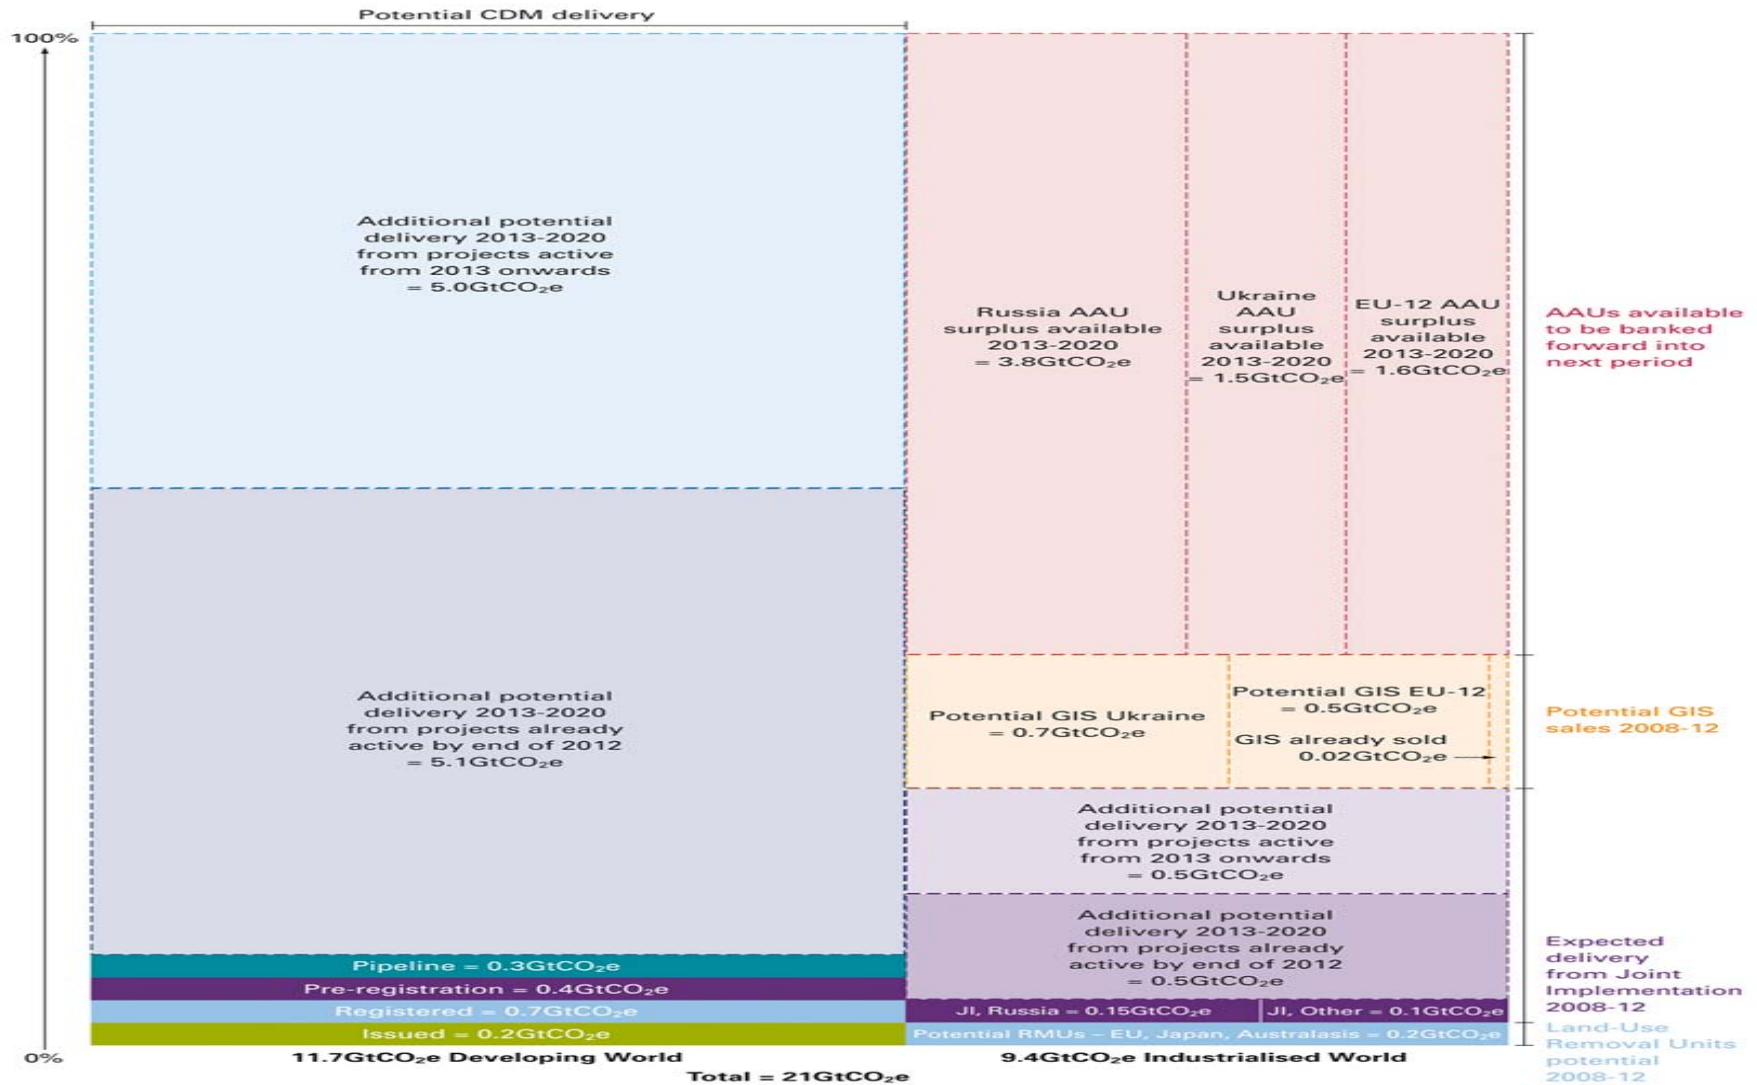 Potential CDM delivery
100%
Additional potential
delivery 2013-2020
from projects active
from 2013 onwards
= 5.0GtCO₂e
Additional potential
delivery 2013-2020
from projects already
active by end of 2012
= 5.1GtCO₂e
Pipeline = 0.3GtCO₂e
Pre-registration = 0.4GtCO₂e
Registered = 0.7GtCO₂e
Issued = 0.2GtCO₂e
Russia AAU
surplus available
2013-2020
= 3.8GtCO₂e
Ukraine
AAU
surplus
available
2013-2020
= 1.5GtCO₂e
EU-12 AAU
surplus
available
2013-2020
= 1.6GtCO₂e
AAUs available
to be banked
forward into
next period
Potential GIS Ukraine
= 0.7GtCO₂e
Potential GIS EU-12
= 0.5GtCO₂e
GIS already sold
0.02GtCO₂e
Potential GIS
sales 2008-12
Additional potential
delivery 2013-2020
from projects active
from 2013 onwards
= 0.5GtCO₂e
Additional potential
delivery 2013-2020
from projects already
active by end of 2012
= 0.5GtCO₂e
JI, Russia = 0.15GtCO₂e
JI, Other = 0.1GtCO₂e
Potential RMUs – EU, Japan, Australasis = 0.2GtCO₂e
Expected
delivery
from Joint
Implementation
2008-12
Land-Use
Removal Units
potential
2008-12
0%
11.7GtCO₂e Developing World
9.4GtCO₂e Industrialised World
Total = 21GtCO₂e